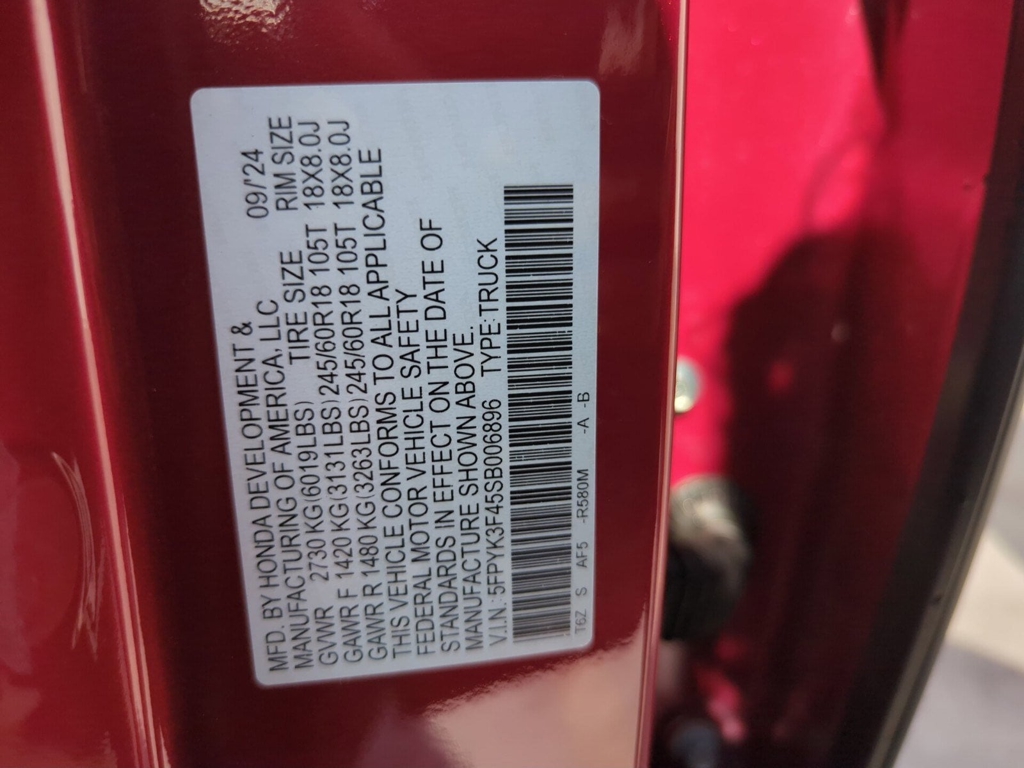 MFD. BY HONDA DEVELOPMENT & 09/'24
MANUFACTURING OF AMERICA, LLC
GVWR 2730 KG(6019LBS) TIRE SIZE RIM SIZE
GAWR F 1420 KG(3131LBS) 245/60R18 105T 18X8.0J
GAWR R 1480 KG(3263LBS) 245/60R18 105T 18X8.0J
THIS VEHICLE CONFORMS TO ALL APPLICABLE
FEDERAL MOTOR VEHICLE SAFETY
STANDARDS IN EFFECT ON THE DATE OF
MANUFACTURE SHOWN ABOVE.
V.I.N.:5FPYK3F45SB006896 TYPE:TRUCK
T6Z S AF5 -R580M -A -B